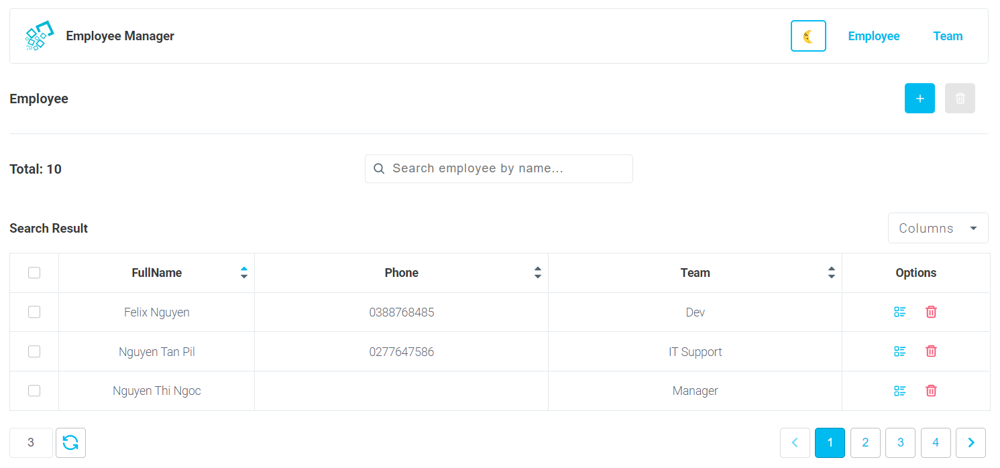 Employee Manager
Employee
Team
Employee
+
Total: 10
Search employee by name...
Search Result
Columns
FullName Phone Team Options
Felix Nguyen 0388768485 Dev
Nguyen Tan Pil 0277647586 IT Support
Nguyen Thi Ngoc Manager
3
1 2 3 4